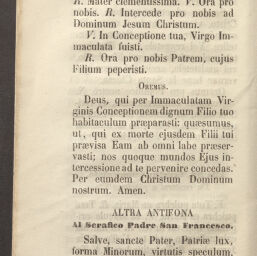 R. Mater clementissima. V. Ora pro
nobis. R. Intercede pro nobis ad
Dominum Jesum Christum.
V. In Conceptione tua, Virgo Im-
maculata fuisti.
R. Ora pro nobis Patrem, cujus
Filium peperisti.
OREMUS.
Deus, qui per Immaculatam Vir-
ginis Conceptionem dignum Filio tuo
habitaculum præparasti: quæsumus,
ut, qui ex morte ejusdem Filii tui
prævisa Eam ab omni labe præser-
vasti; nos quoque mundos Ejus in-
tercessione ad te pervenire concedas.
Per eumdem Christum Dominum
nostrum. Amen.
ALTRA ANTIFONA
Al Serafico Padre San Francesco.
Salve, sancte Pater, Patriæ lux,
forma Minorum, virtutis speculum,